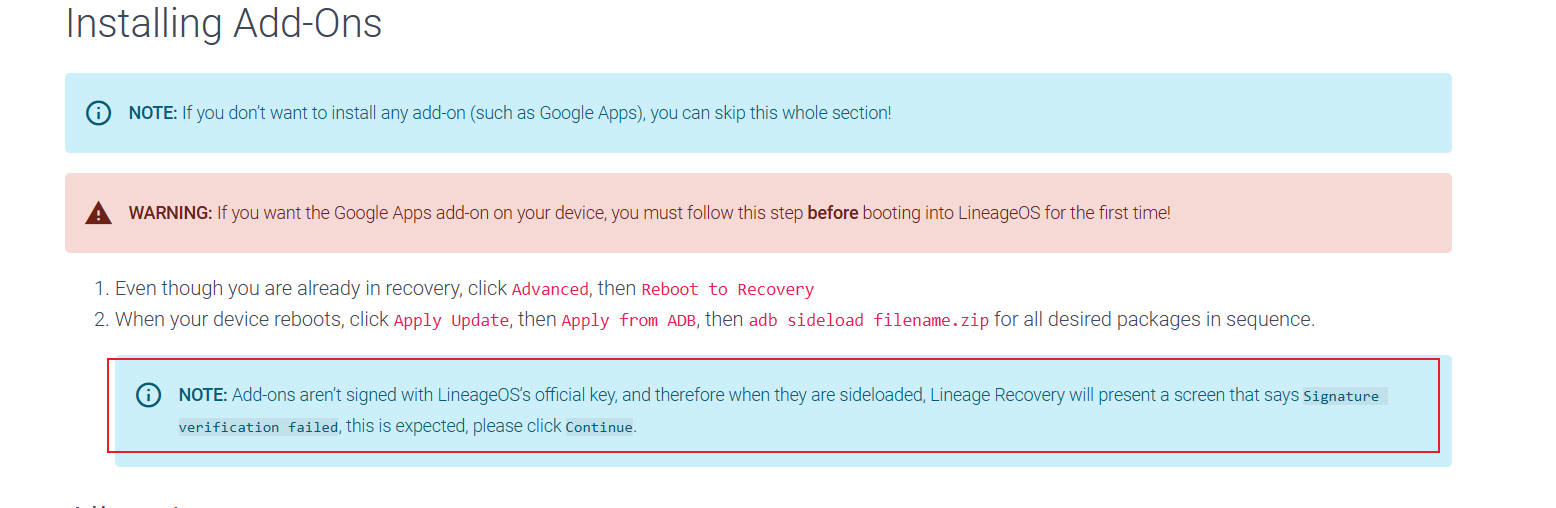 Installing Add-Ons
NOTE: If you don’t want to install any add-on (such as Google Apps), you can skip this whole section!
WARNING: If you want the Google Apps add-on on your device, you must follow this step before booting into LineageOS for the first time!
1. Even though you are already in recovery, click Advanced, then Reboot to Recovery
2. When your device reboots, click Apply Update, then Apply from ADB, then adb sideload filename.zip for all desired packages in sequence.
NOTE: Add-ons aren’t signed with LineageOS’s official key, and therefore when they are sideloaded, Lineage Recovery will present a screen that says Signature
verification failed, this is expected, please click Continue.